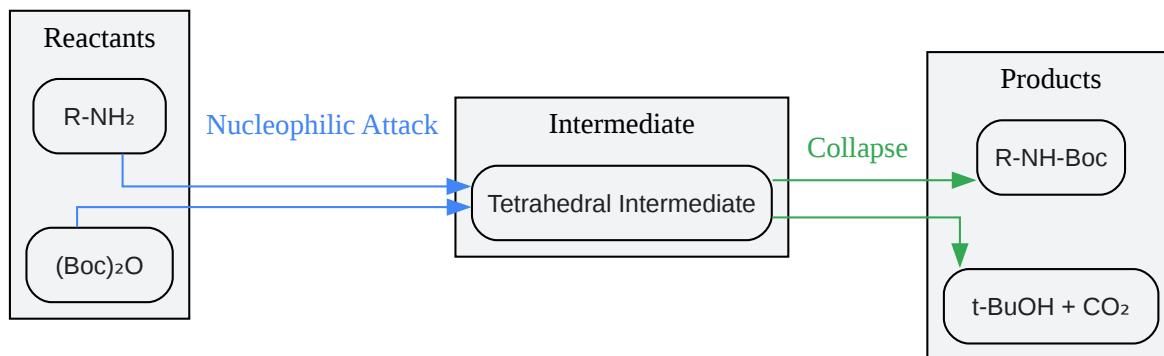 Reactants
R-NH₂
(Boc)₂O
Nucleophilic Attack
Intermediate
Tetrahedral Intermediate
Collapse
Products
R-NH-Boc
t-BuOH + CO₂